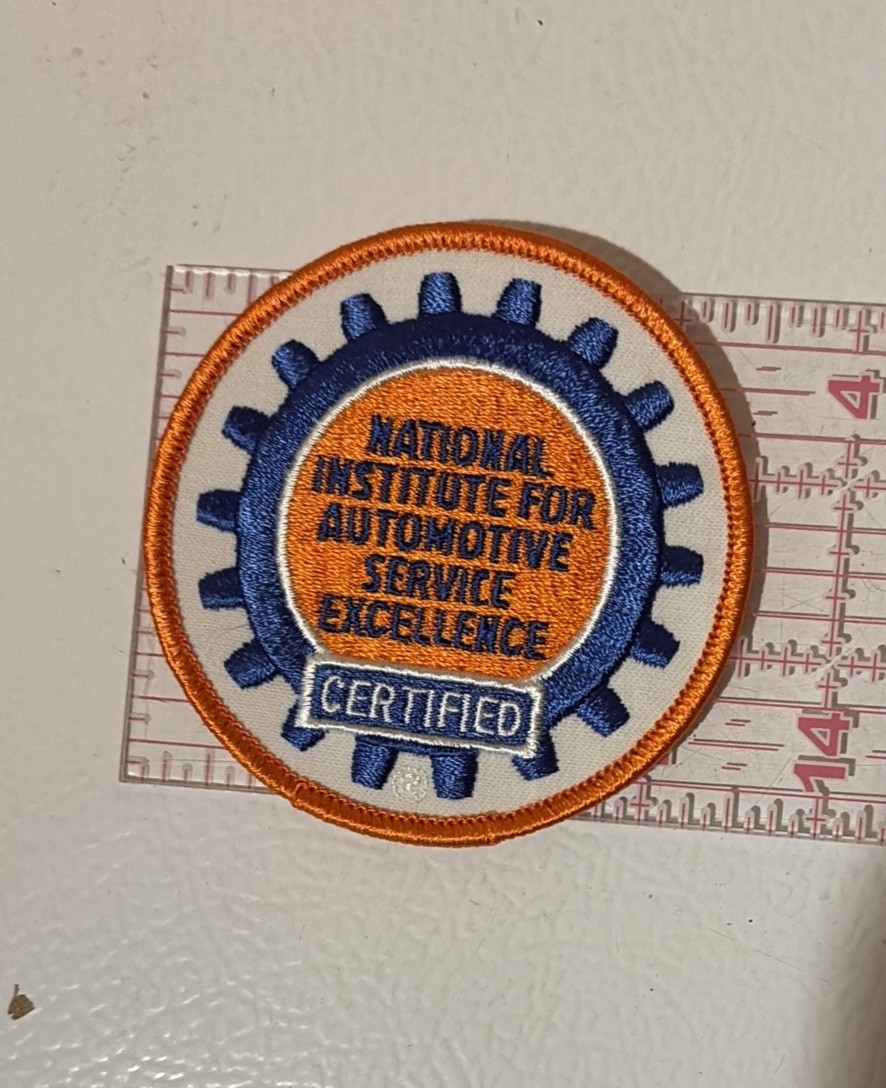 NATIONAL
INSTITUTE FOR
AUTOMOTIVE
SERVICE
EXCELLENCE
CERTIFIED
4
14